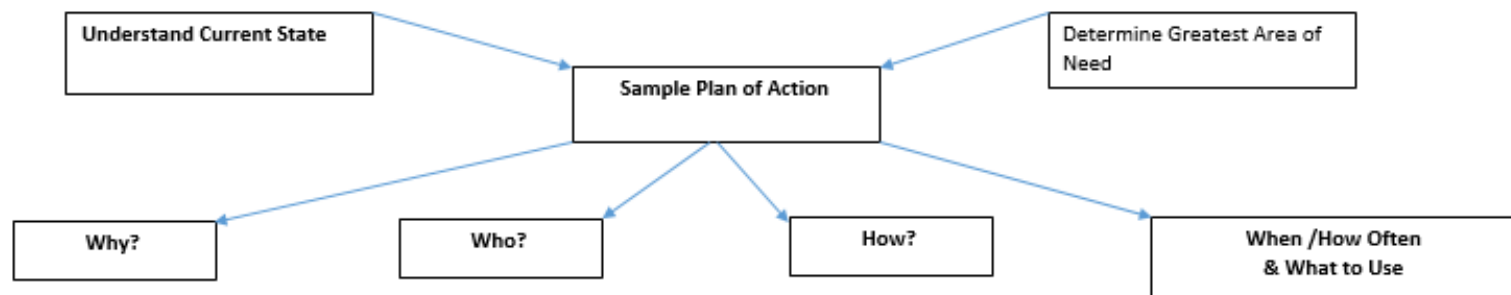 Understand Current State
Determine Greatest Area of
Need
Sample Plan of Action
Why?
Who?
How?
When /How Often
& What to Use